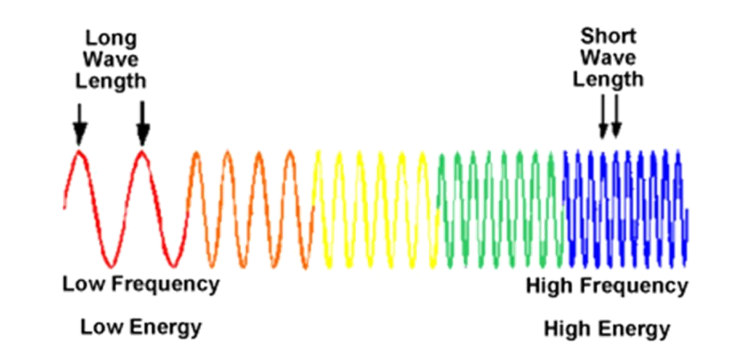 Long
Wave
Length
Short
Wave
Length
Low Frequency
High Frequency
Low Energy
High Energy